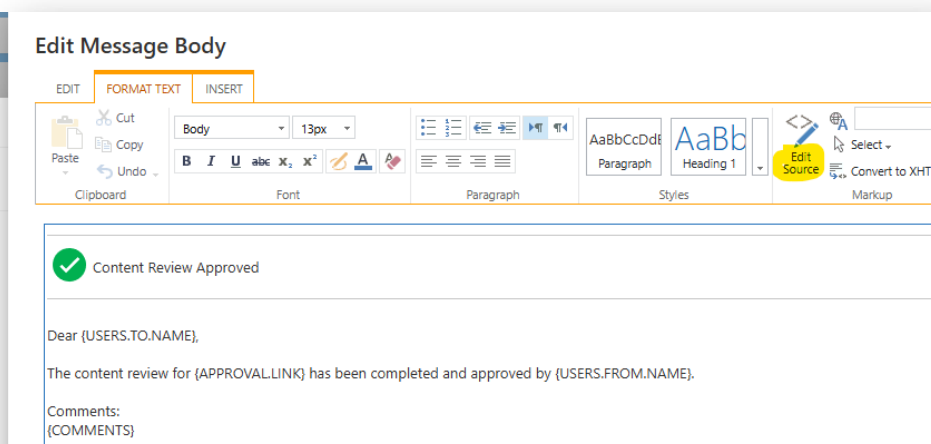 Edit Message Body
EDIT FORMAT TEXT INSERT
Paste
Cut
Copy
Undo
Clipboard
Body 13px
B I U abc x₂ x² A
Font
Paragraph
AaBbCcDdE AaBb
Paragraph Heading 1
Styles
Edit
Source
Select
Convert to XHT
Markup
Content Review Approved
Dear {USERS.TO.NAME},
The content review for {APPROVAL.LINK} has been completed and approved by {USERS.FROM.NAME}.
Comments:
{COMMENTS}